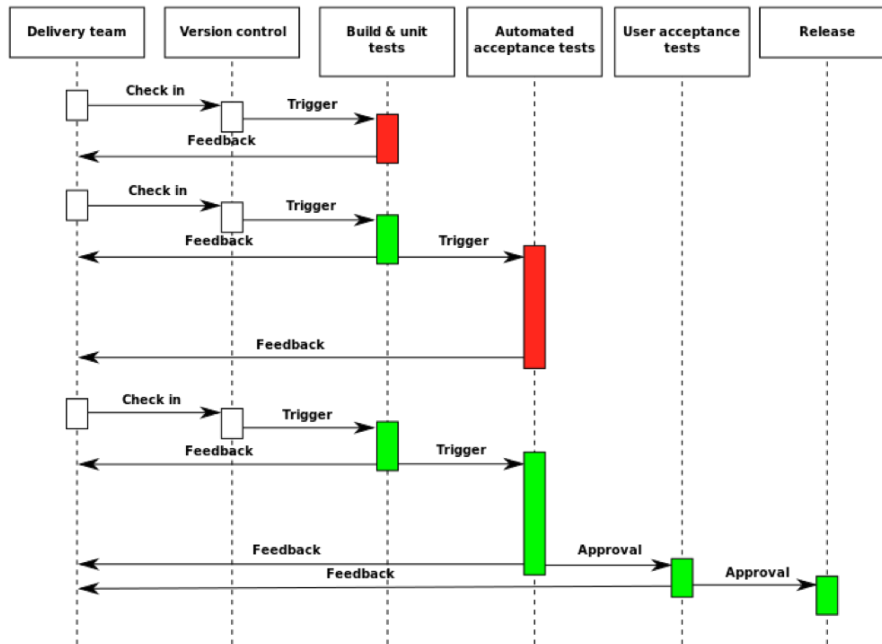 Delivery team
Version control
Build & unit
tests
Automated
acceptance tests
User acceptance
tests
Release
Check in
Trigger
Feedback
Check in
Trigger
Feedback
Trigger
Feedback
Check in
Trigger
Feedback
Trigger
Feedback
Approval
Feedback
Approval